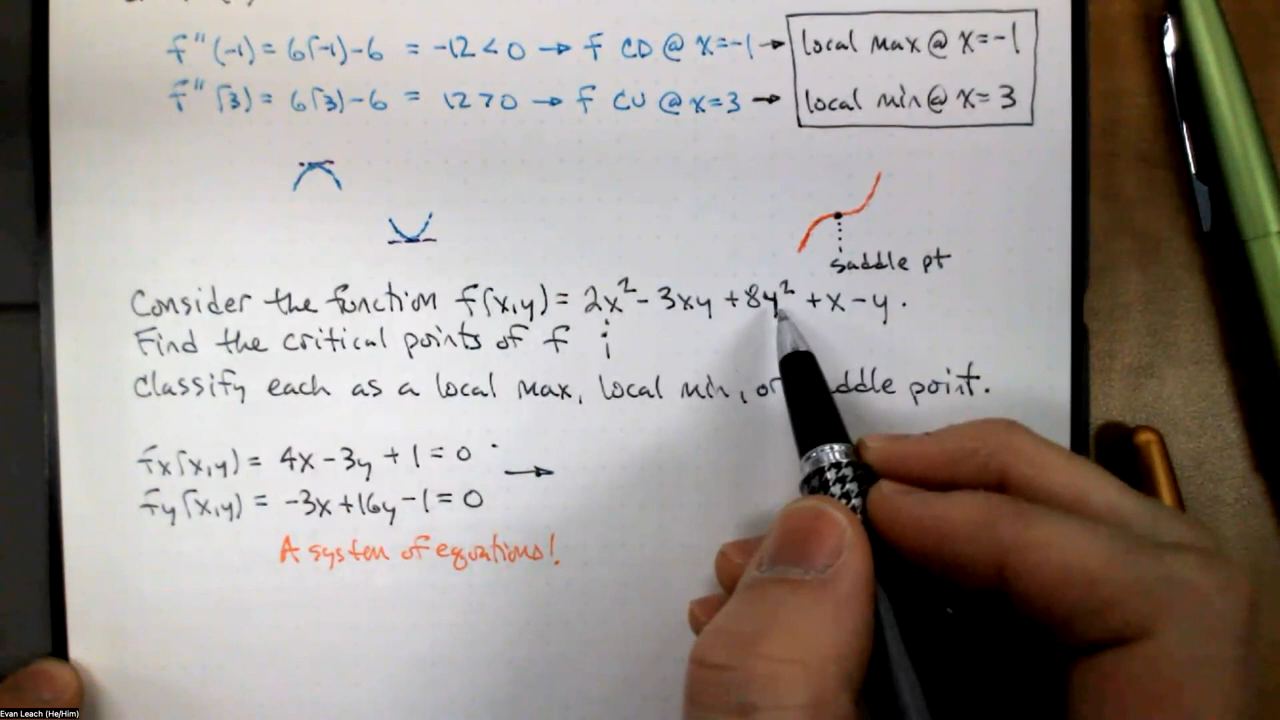 f"(-1) = 6(-1)-6 = -12 < 0 → f CD @ x=-1 → local max @ x=-1
f"(3) = 6(3)-6 = 12 > 0 → f CU @ x=3 → local min @ x=3
saddle pt
Consider the function f(x,y) = 2x² - 3xy + 8y² + x - y.
Find the critical points of f ;
Classify each as a local max, local min, or saddle point.
fx(x,y) = 4x - 3y + 1 = 0 →
fy(x,y) = -3x + 16y - 1 = 0
A system of equations!
Evan Leach (He/Him)